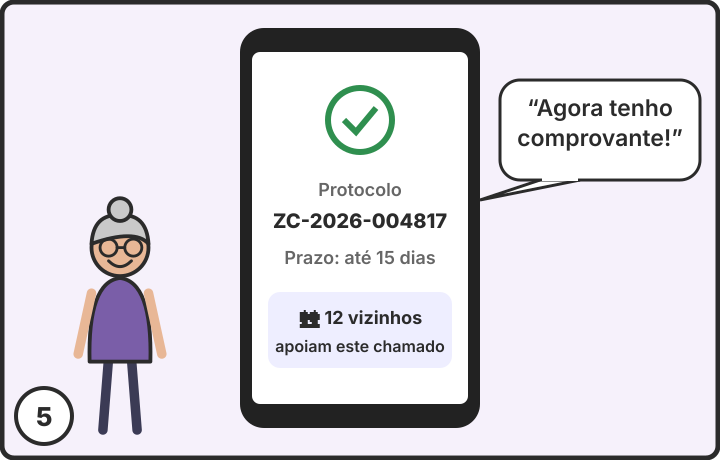 “Agora tenho
comprovante!”
Protocolo
ZC-2026-004817
Prazo: até 15 dias
12 vizinhos
apoiam este chamado
5